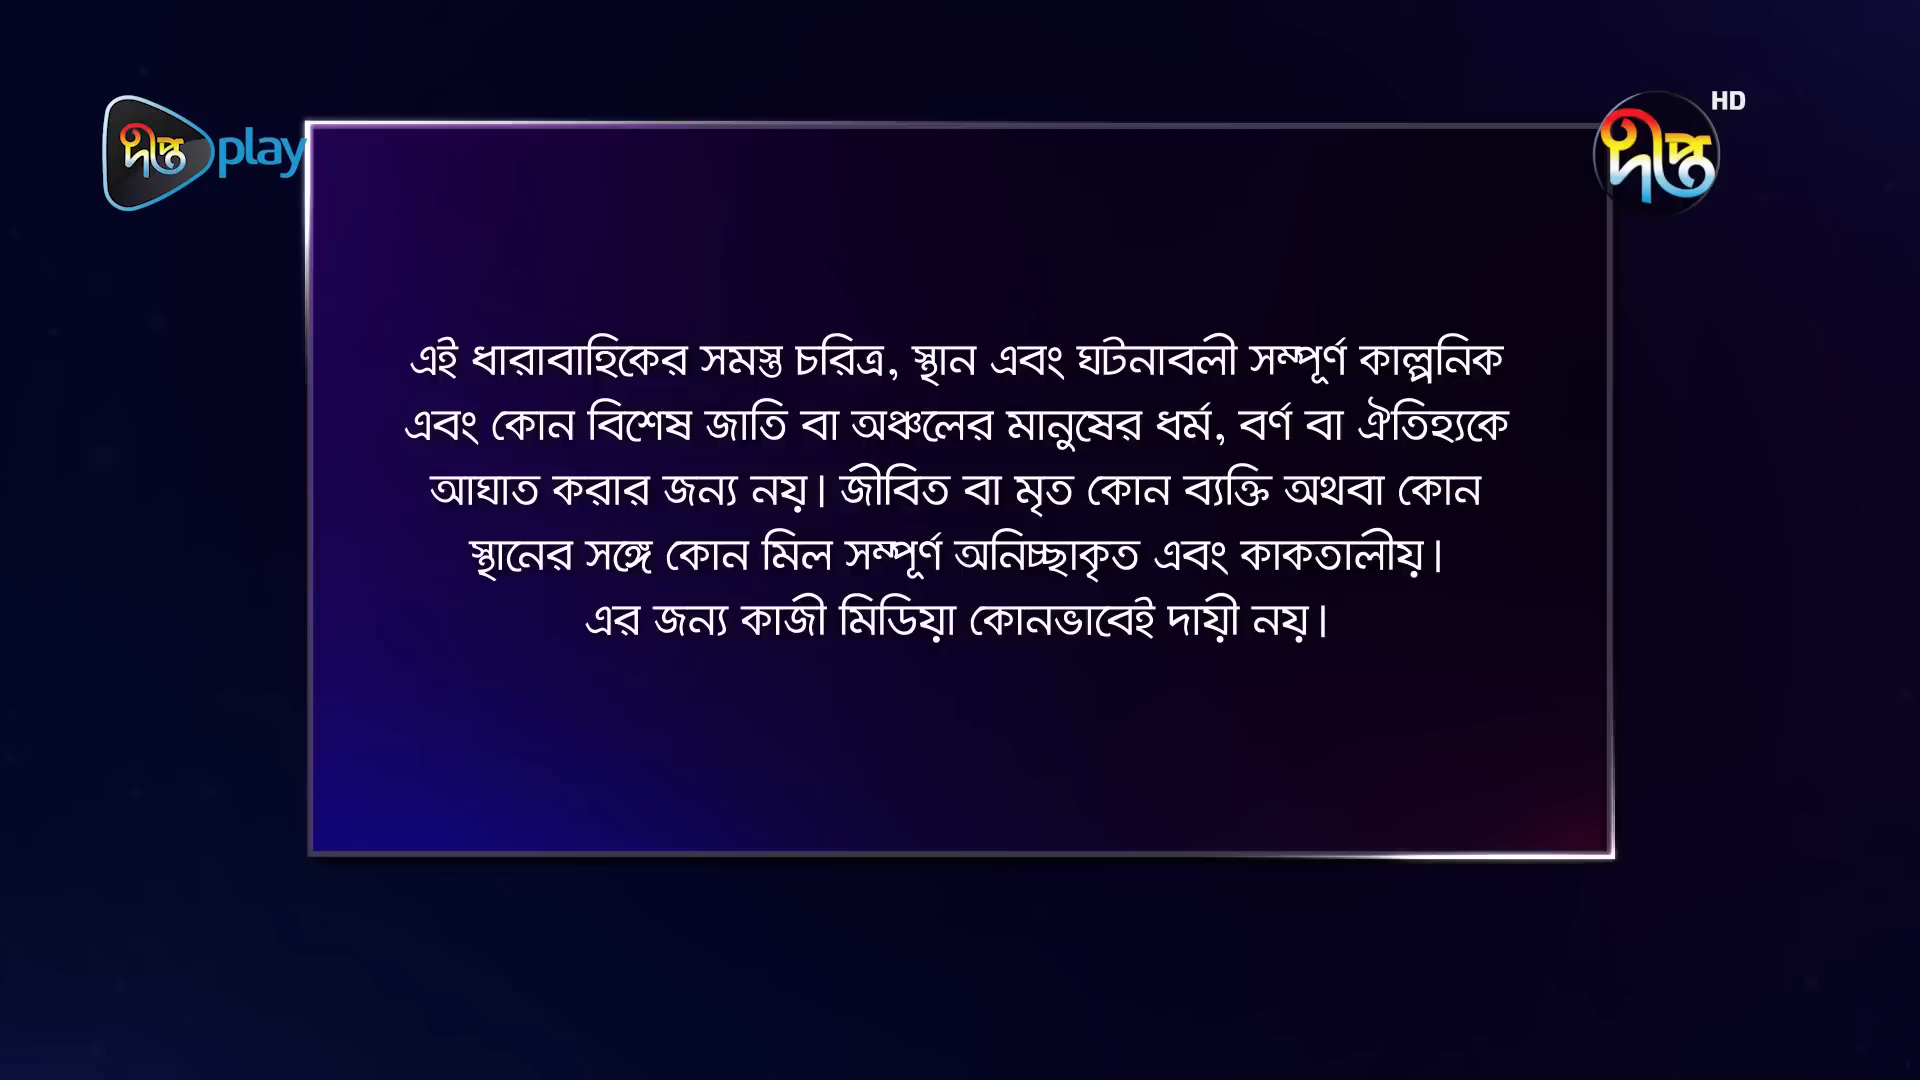 দীপ্ত play
দীপ্ত HD
এই ধারাবাহিকের সমস্ত চরিত্র, স্থান এবং ঘটনাবলী সম্পূর্ণ কাল্পনিক
এবং কোন বিশেষ জাতি বা অঞ্চলের মানুষের ধর্ম, বর্ণ বা ঐতিহ্যকে
আঘাত করার জন্য নয়। জীবিত বা মৃত কোন ব্যক্তি অথবা কোন
স্থানের সঙ্গে কোন মিল সম্পূর্ণ অনিচ্ছাকৃত এবং কাকতালীয়।
এর জন্য কাজী মিডিয়া কোনভাবেই দায়ী নয়।